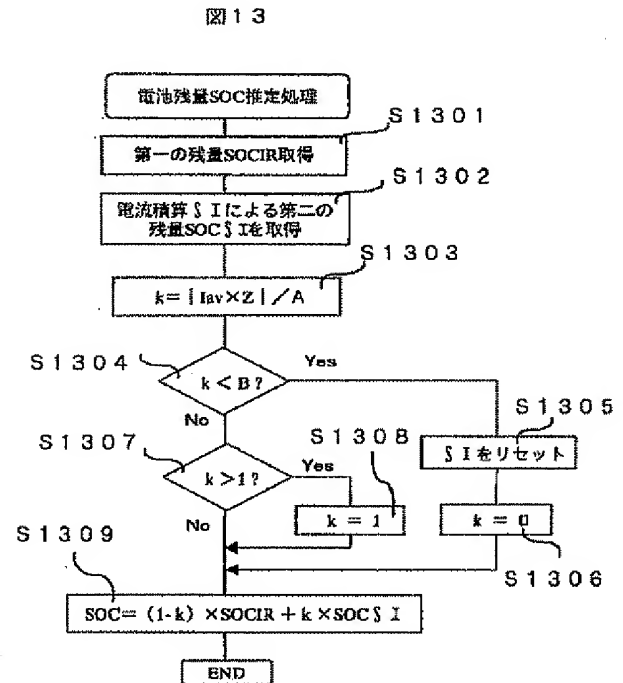 図13
電池残量SOC推定処理
S1301
第一の残量SOCIR取得
S1302
電流積算∫Iによる第二の
残量SOC∫Iを取得
S1303
k=|Iav×Z|/A
S1304
k<B?
Yes
No
S1305
∫Iをリセット
S1307
k>1?
Yes
No
S1308
k = 1
k = 0
S1306
S1309
SOC= (1-k) ×SOCIR+k×SOC∫I
END